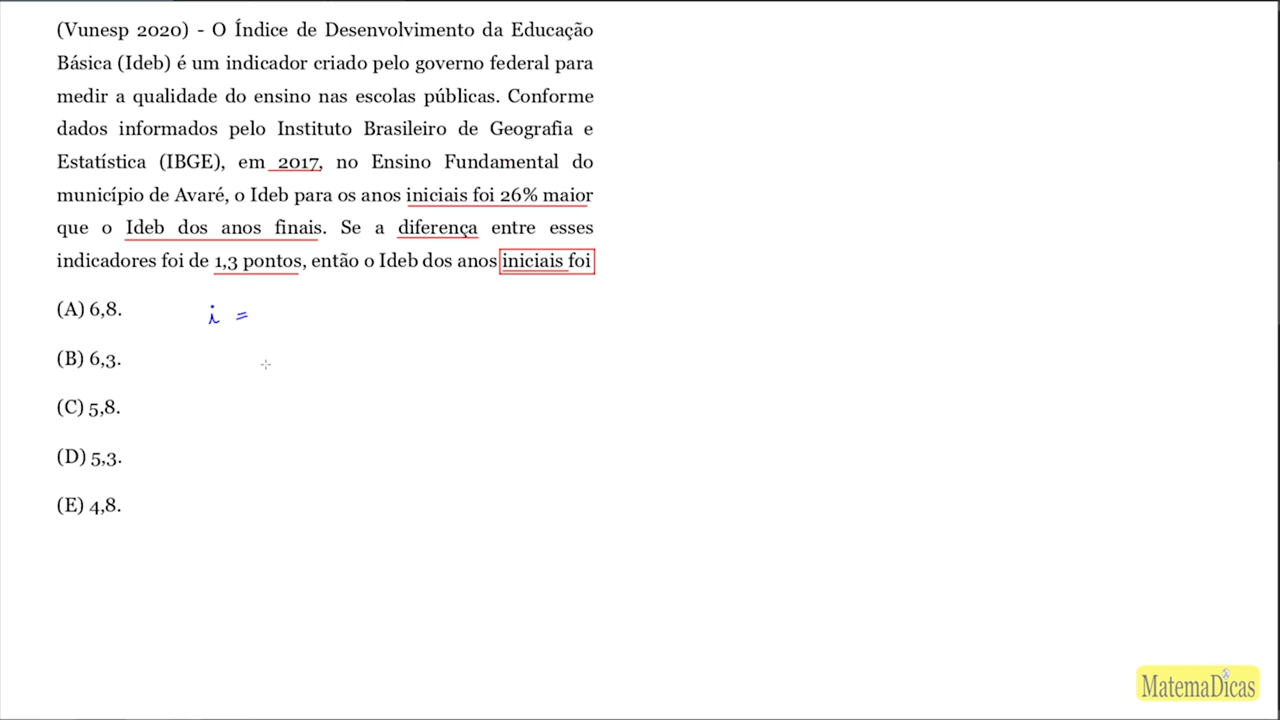 (Vunesp 2020) - O Índice de Desenvolvimento da Educação
Básica (Ideb) é um indicador criado pelo governo federal para
medir a qualidade do ensino nas escolas públicas. Conforme
dados informados pelo Instituto Brasileiro de Geografia e
Estatística (IBGE), em 2017, no Ensino Fundamental do
município de Avaré, o Ideb para os anos iniciais foi 26% maior
que o Ideb dos anos finais. Se a diferença entre esses
indicadores foi de 1,3 pontos, então o Ideb dos anos iniciais foi
(A) 6,8.
i =
(B) 6,3.
(C) 5,8.
(D) 5,3.
(E) 4,8.
MatemaDicas